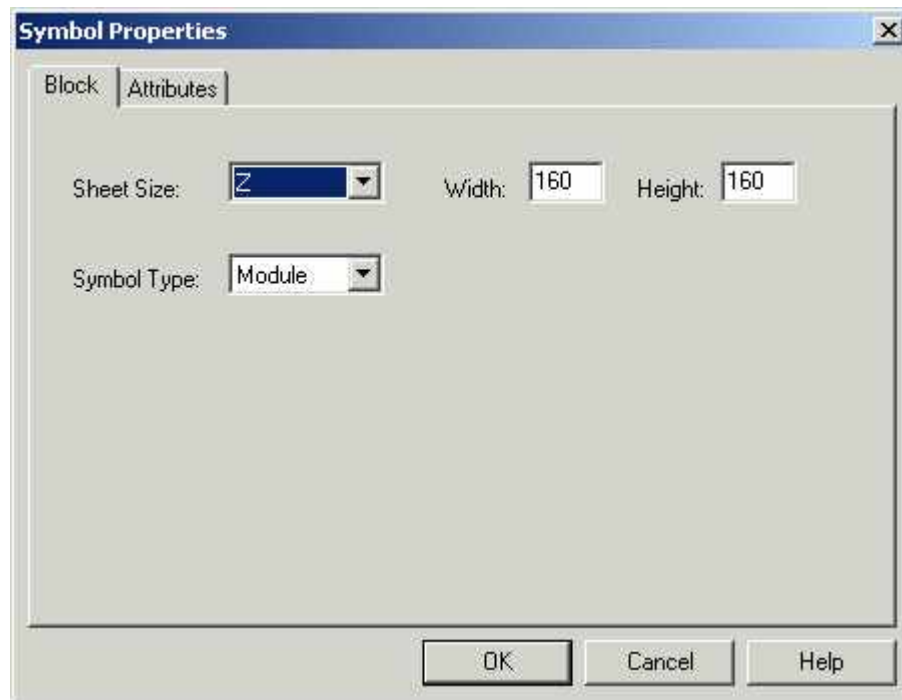 Symbol Properties
Block Attributes
Sheet Size: Z Width: 160 Height: 160
Symbol Type: Module
OK Cancel Help